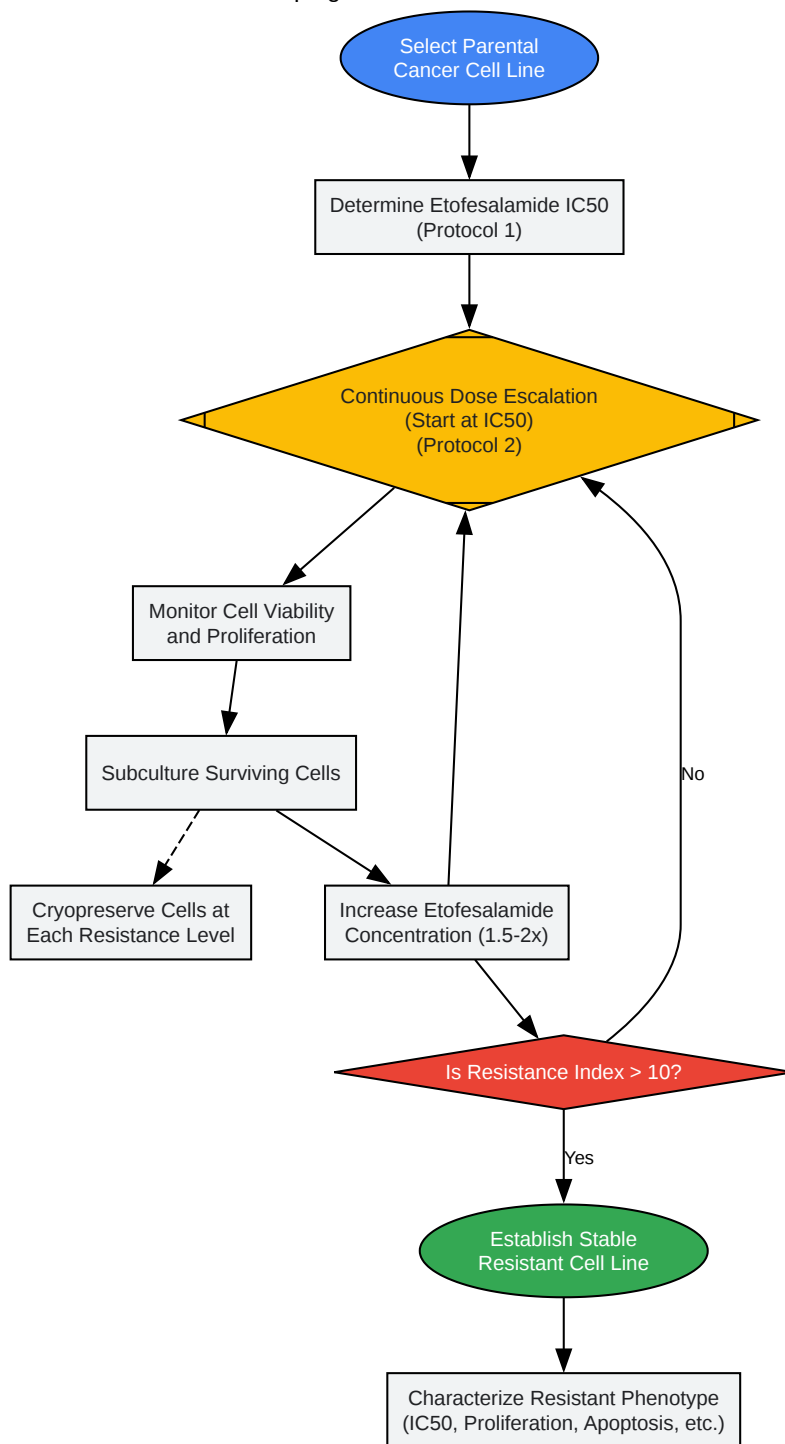 Select Parental
Cancer Cell Line
Determine Etofesalamide IC50
(Protocol 1)
Continuous Dose Escalation
(Start at IC50)
(Protocol 2)
Monitor Cell Viability
and Proliferation
Subculture Surviving Cells
No
Cryopreserve Cells at
Each Resistance Level
Increase Etofesalamide
Concentration (1.5-2x)
Is Resistance Index > 10?
Yes
Establish Stable
Resistant Cell Line
Characterize Resistant Phenotype
(IC50, Proliferation, Apoptosis, etc.)